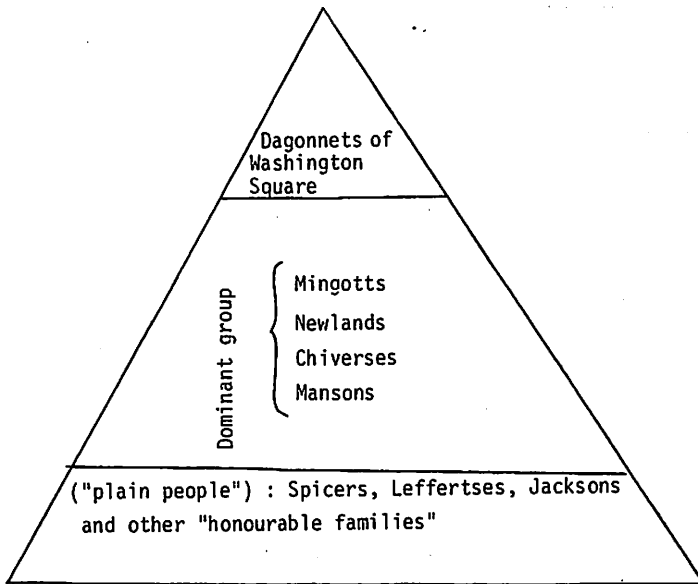 Dagonnets of
Washington
Square
Dominant group
Mingotts
Newlands
Chiverses
Mansons
("plain people") : Spicers, Leffertses, Jacksons
and other "honourable families"